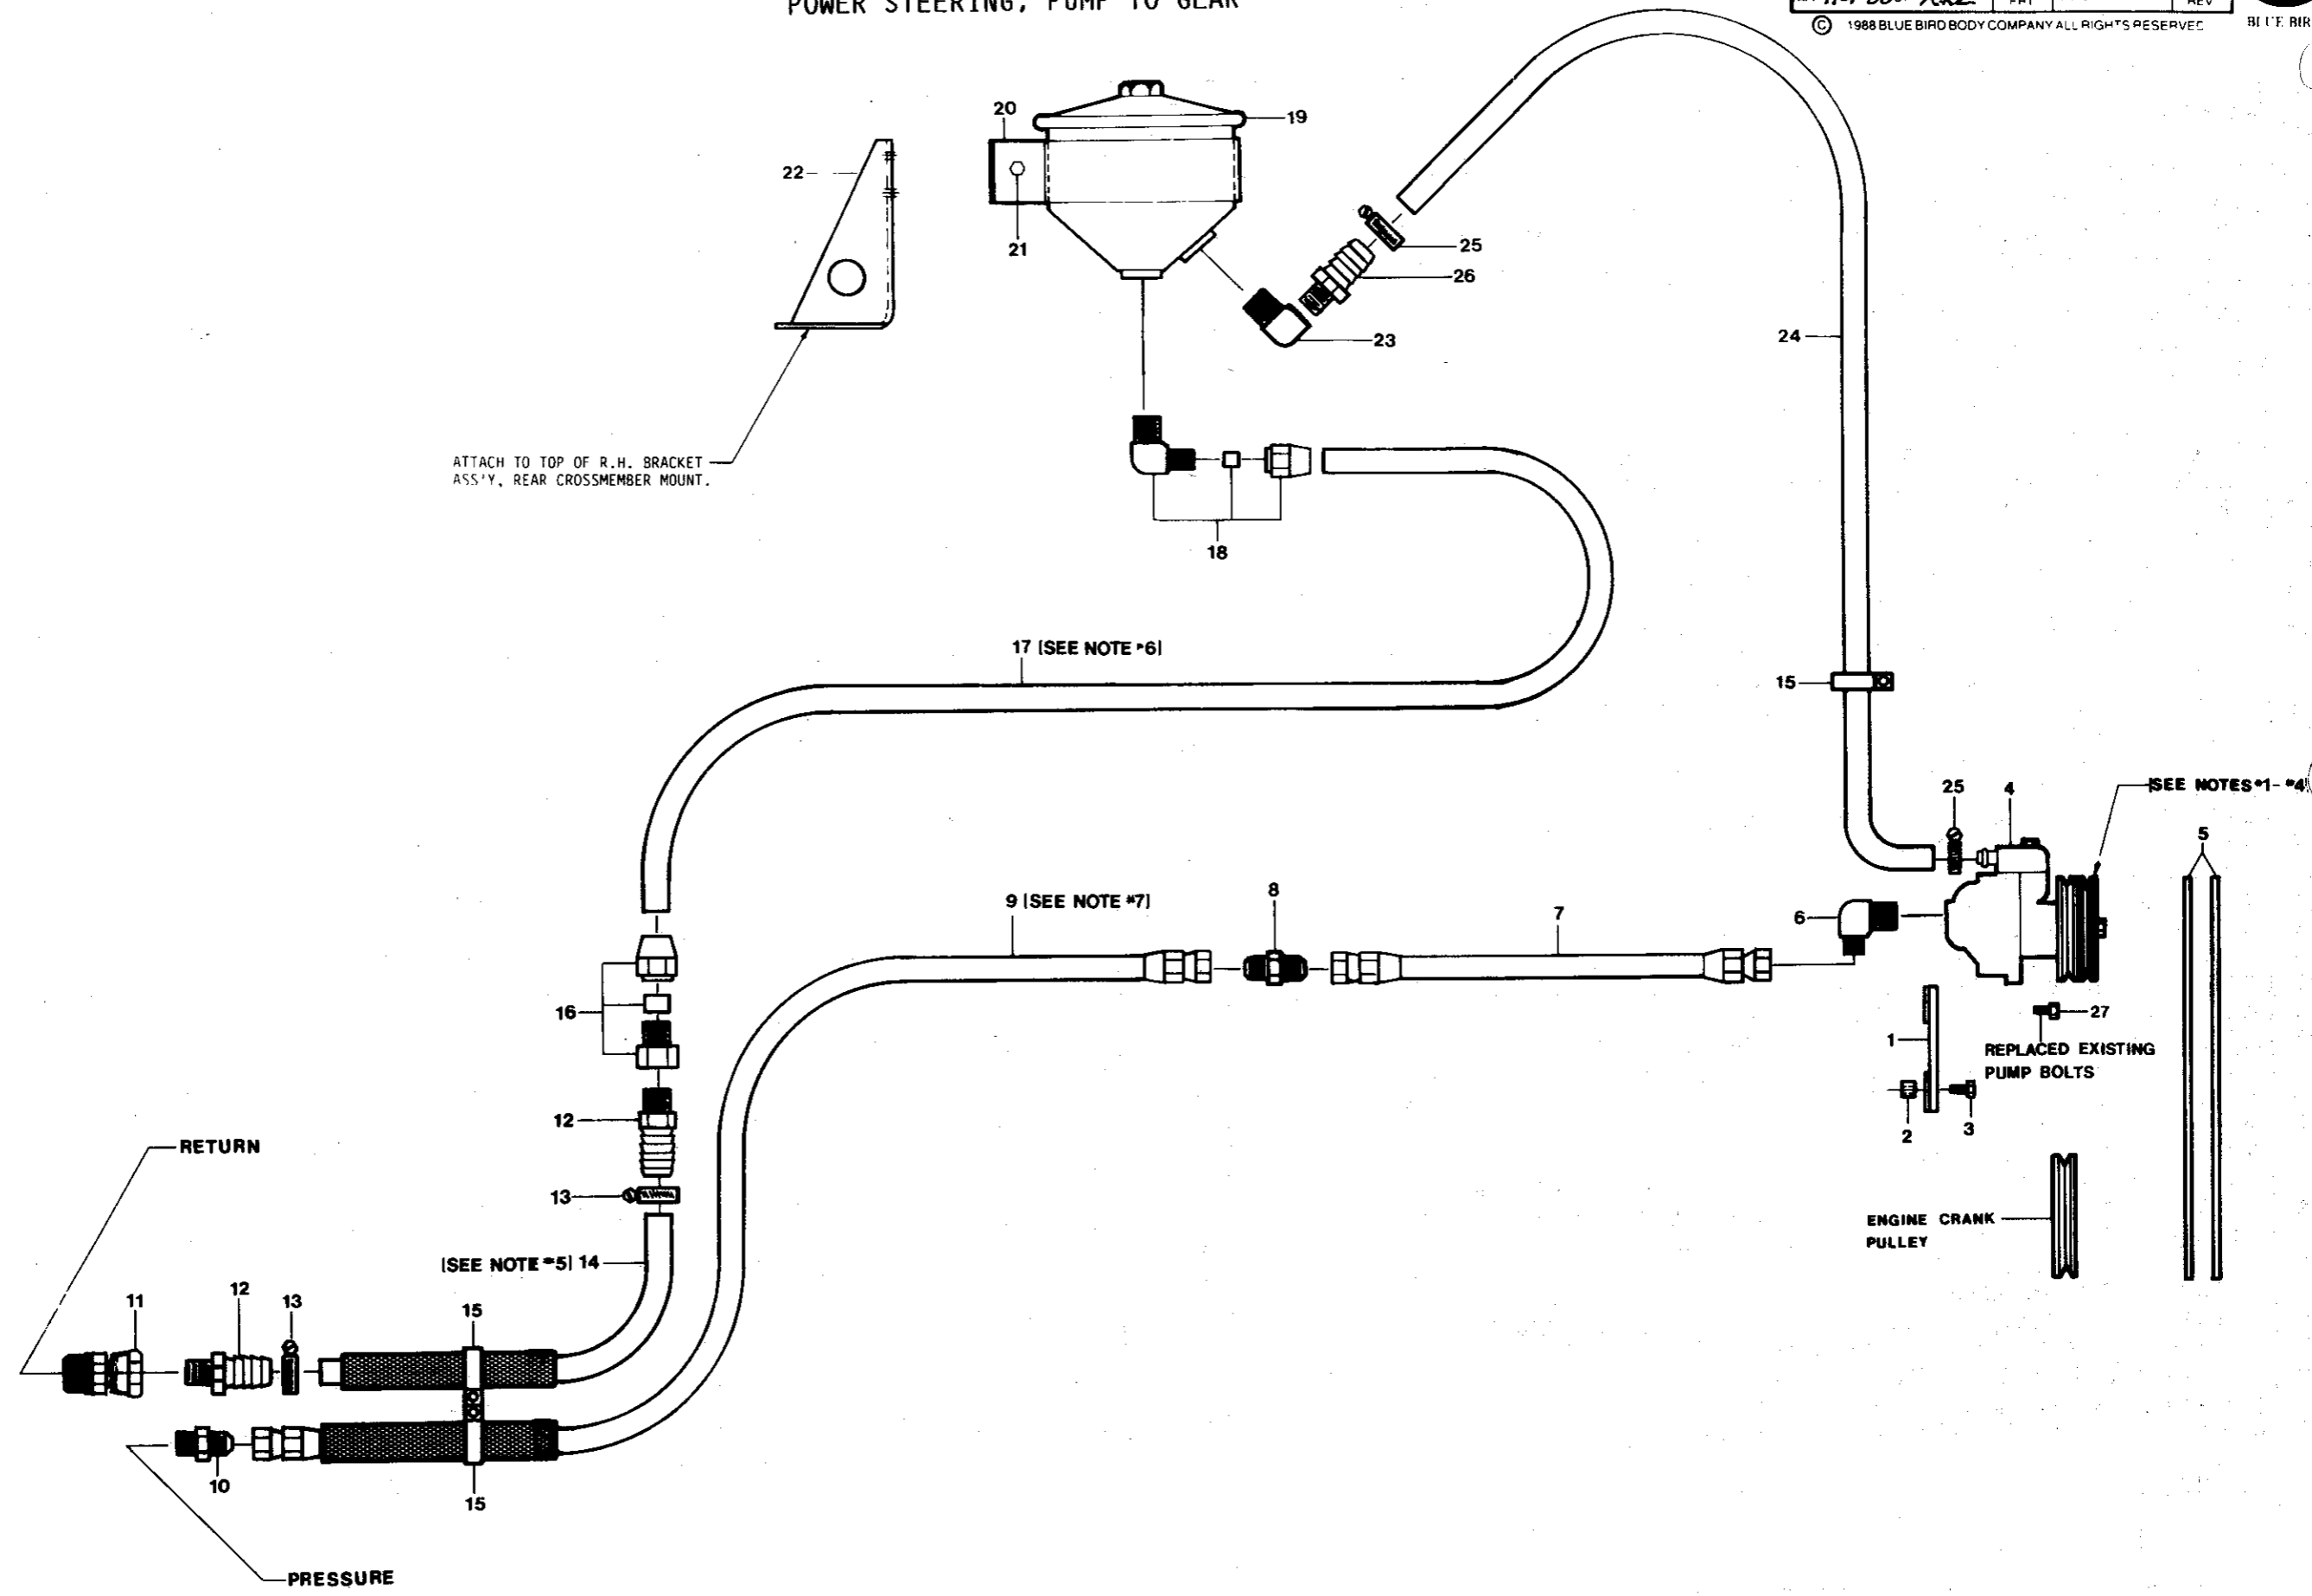 POWER STEERING, PUMP TO GEAR
REV
© 1988 BLUE BIRD BODY COMPANY ALL RIGHTS RESERVED
BLUE BIR
20
19
22
21
25
26
23
24
ATTACH TO TOP OF R.H. BRACKET
ASS'Y, REAR CROSSMEMBER MOUNT.
18
17 (SEE NOTE #6)
15
25
4
(SEE NOTES #1- #4)
5
9 (SEE NOTE #7)
8
7
6
16
1
27
REPLACED EXISTING
PUMP BOLTS
12
2
3
RETURN
13
ENGINE CRANK
PULLEY
(SEE NOTE #5) 14
11
12
13
15
10
15
PRESSURE